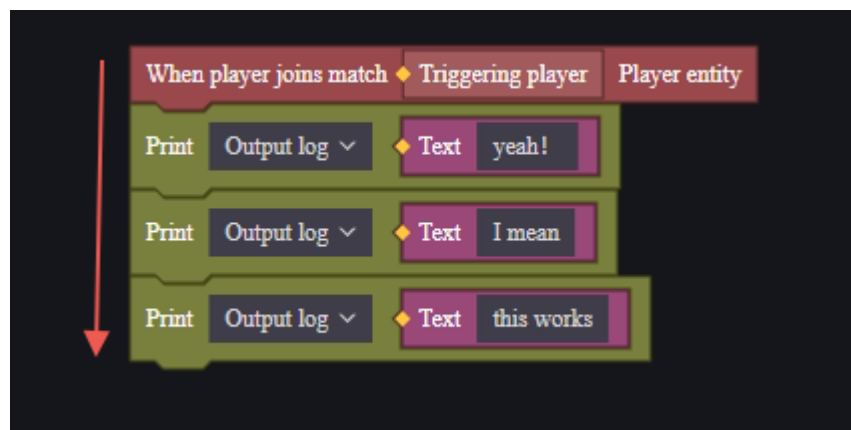 When player joins match Triggering player Player entity
Print Output log Text yeah!
Print Output log Text I mean
Print Output log Text this works